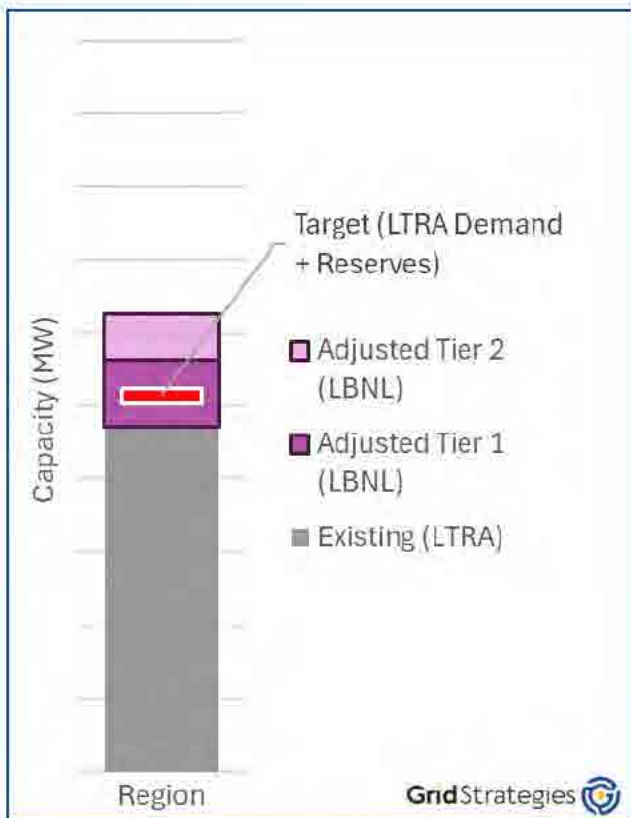 Target (LTRA Demand
+ Reserves)
Capacity (MW)
Adjusted Tier 2
(LBNL)
Adjusted Tier 1
(LBNL)
Existing (LTRA)
Region
GridStrategies